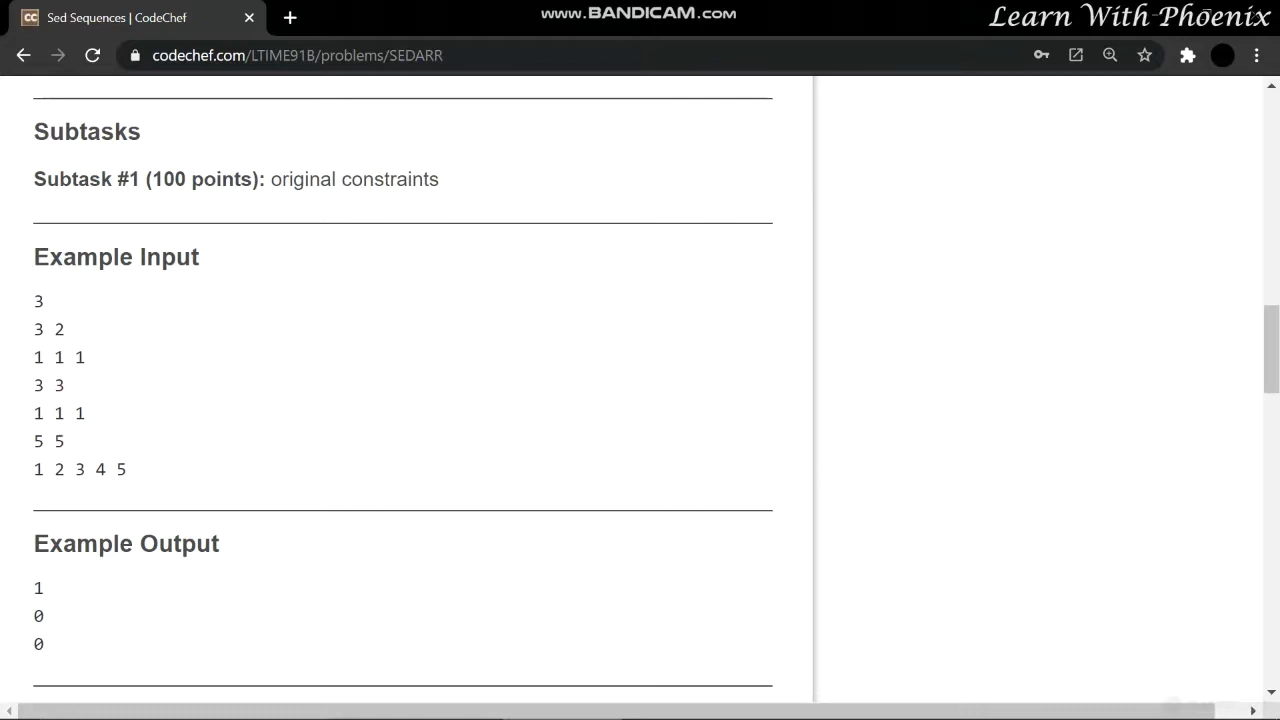 Sed Sequences | CodeChef
www.BANDICAM.com
Learn With Phoenix
codechef.com/LTIME91B/problems/SEDARR
Subtasks
Subtask #1 (100 points): original constraints
Example Input
3
3 2
1 1 1
3 3
1 1 1
5 5
1 2 3 4 5
Example Output
1
0
0